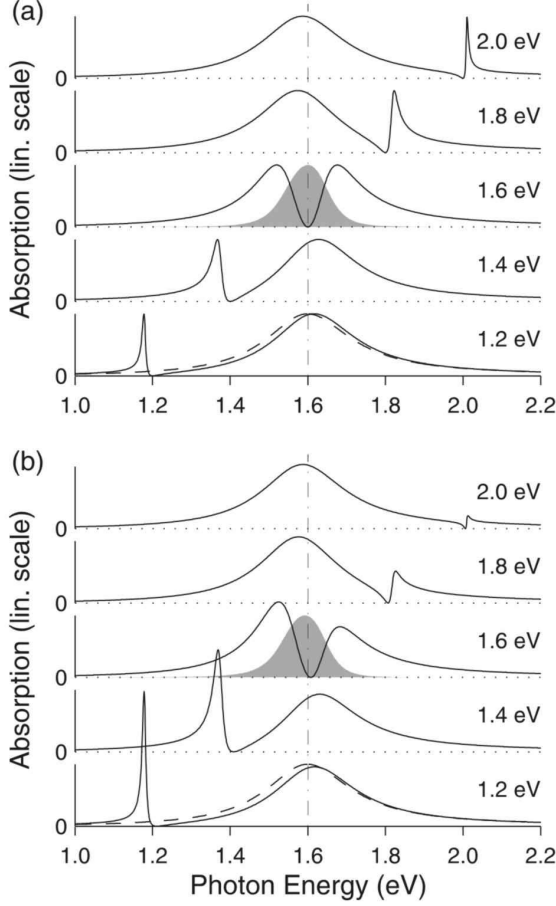 (a)
Absorption (lin. scale)
2.0 eV
0
1.8 eV
0
1.6 eV
0
1.4 eV
0
1.2 eV
0
1.0 1.2 1.4 1.6 1.8 2.0 2.2
(b)
Absorption (lin. scale)
2.0 eV
0
1.8 eV
0
1.6 eV
0
1.4 eV
0
1.2 eV
0
1.0 1.2 1.4 1.6 1.8 2.0 2.2
Photon Energy (eV)